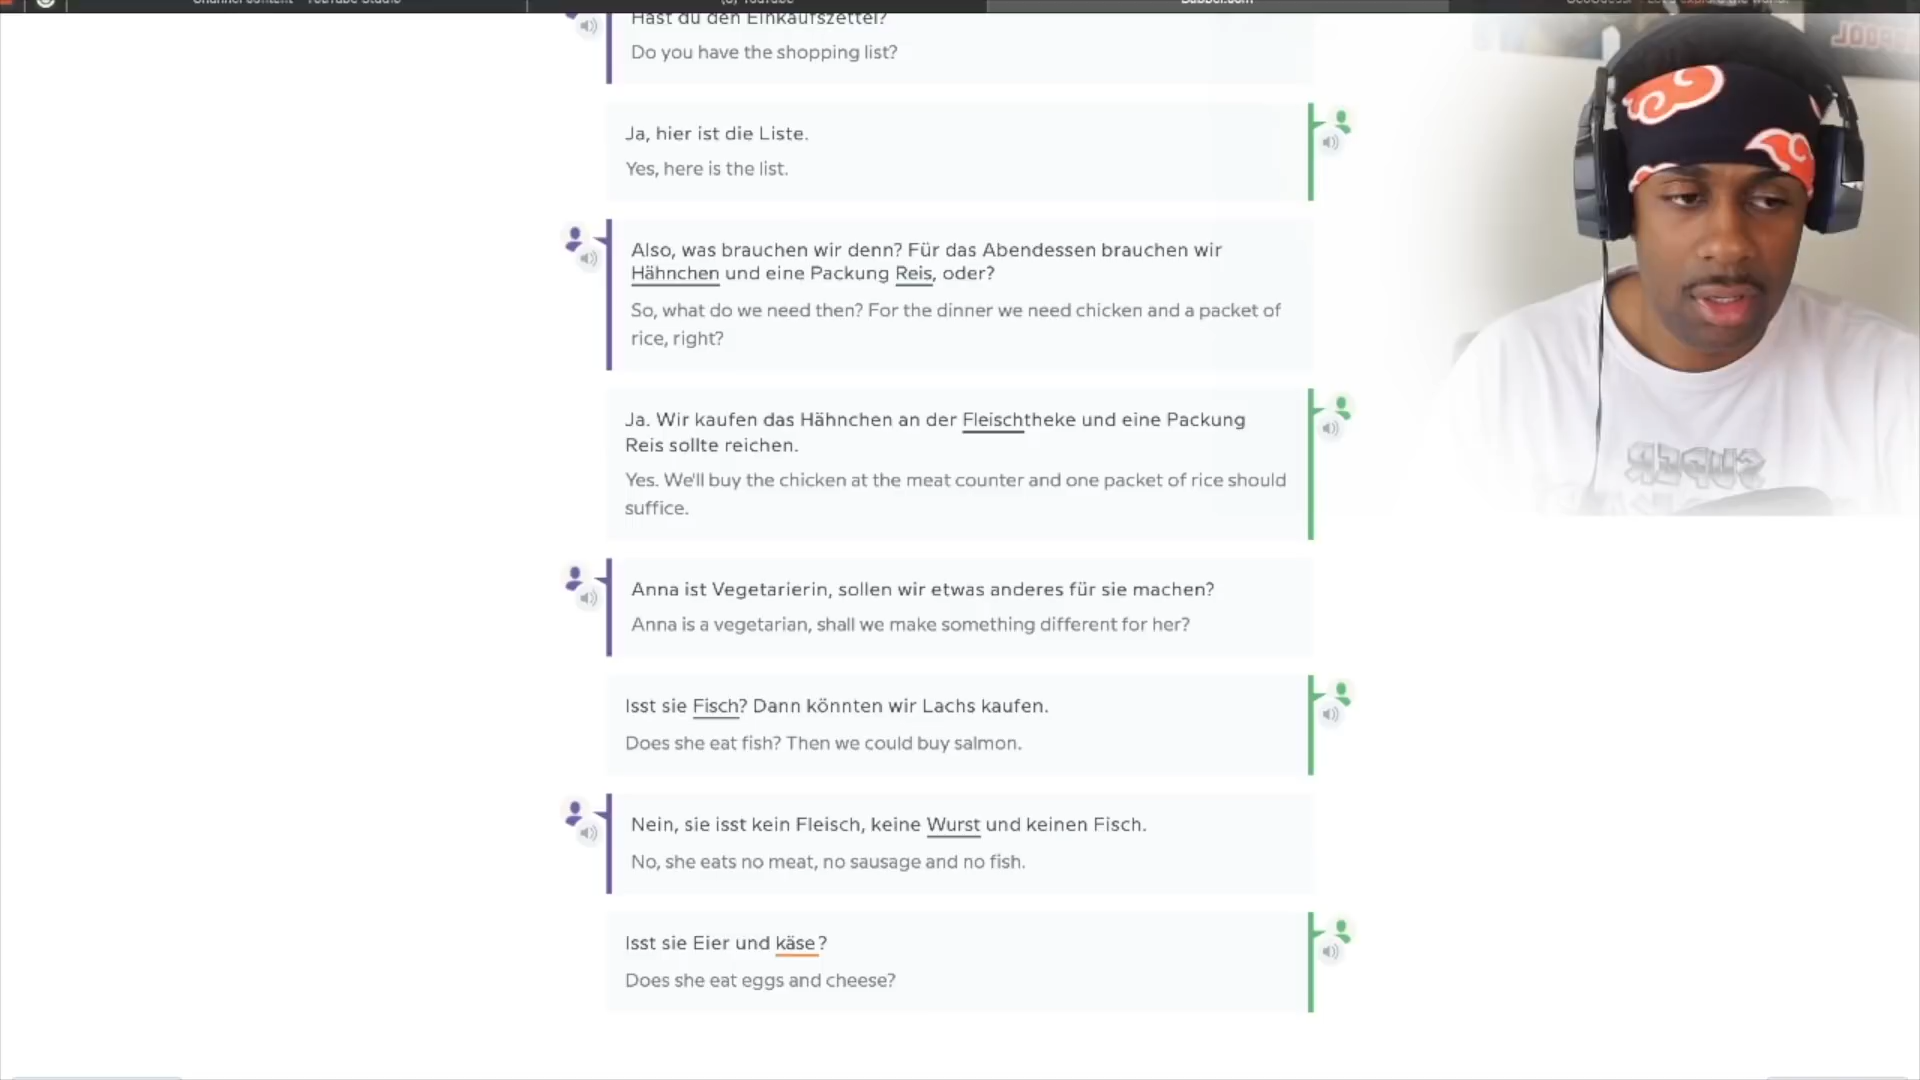 Hast du den Einkaufszettel?
Do you have the shopping list?
Ja, hier ist die Liste.
Yes, here is the list.
Also, was brauchen wir denn? Für das Abendessen brauchen wir
Hähnchen und eine Packung Reis, oder?
So, what do we need then? For the dinner we need chicken and a packet of
rice, right?
Ja. Wir kaufen das Hähnchen an der Fleischtheke und eine Packung
Reis sollte reichen.
Yes. We'll buy the chicken at the meat counter and one packet of rice should
suffice.
Anna ist Vegetarierin, sollen wir etwas anderes für sie machen?
Anna is a vegetarian, shall we make something different for her?
Isst sie Fisch? Dann könnten wir Lachs kaufen.
Does she eat fish? Then we could buy salmon.
Nein, sie isst kein Fleisch, keine Wurst und keinen Fisch.
No, she eats no meat, no sausage and no fish.
Isst sie Eier und käse?
Does she eat eggs and cheese?
SUPER